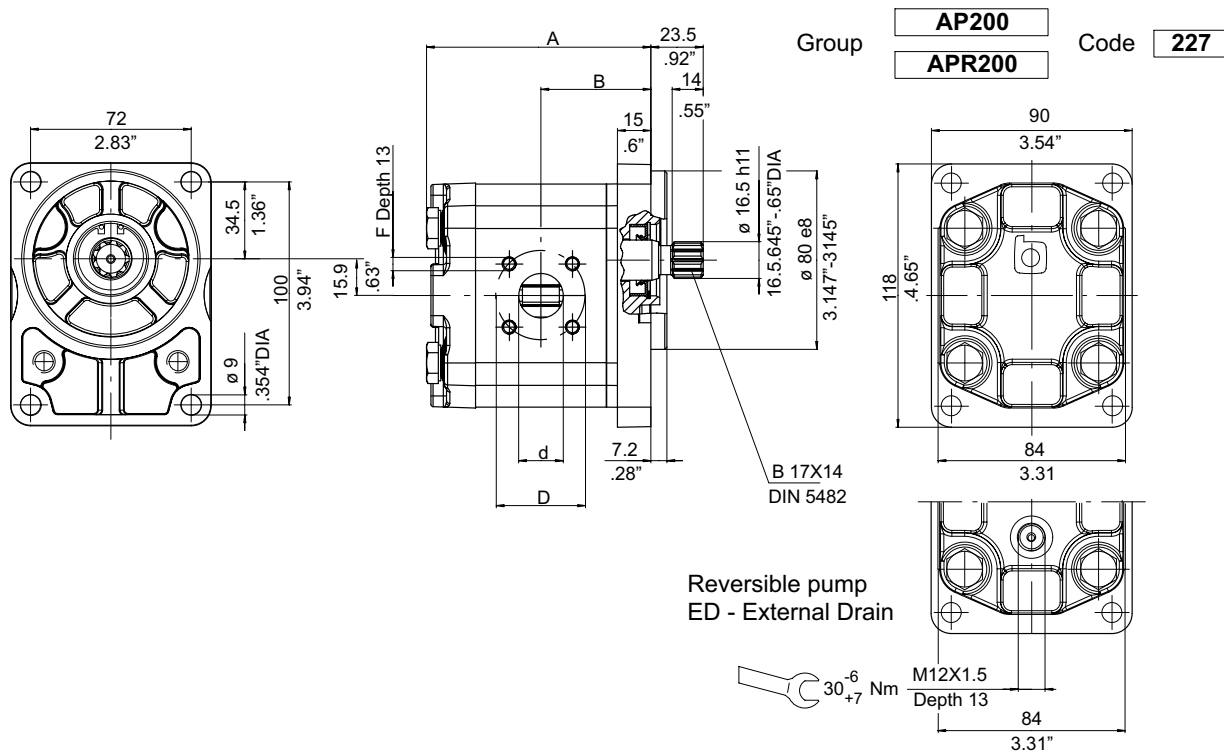 Group
AP200
APR200
Code
227
72
2.83”
34.5
1.36”
100
3.94”
ø 9
.354”DIA
A
23.5
.92”
B
14
.55”
15
.6”
F Depth 13
15.9
.63”
ø 16.5 h11
16.5.645”-.65”DIA
ø 80 e8
3.147”-3145”
7.2
.28”
d
D
B 17X14
DIN 5482
90
3.54”
118
.4.65”
84
3.31
Reversible pump
ED - External Drain
30 -6 +7 Nm
M12X1.5
Depth 13
84
3.31”